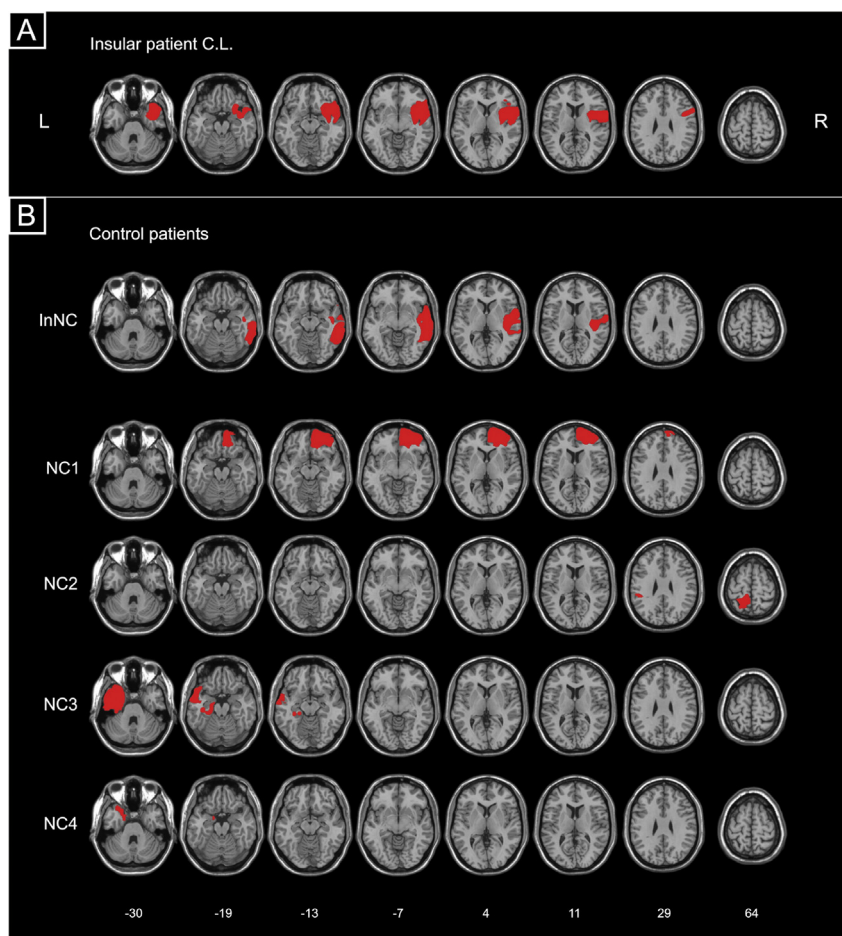 A
Insular patient C.L.
L
R
B
Control patients
InNC
NC1
NC2
NC3
NC4
-30 -19 -13 -7 4 11 29 64